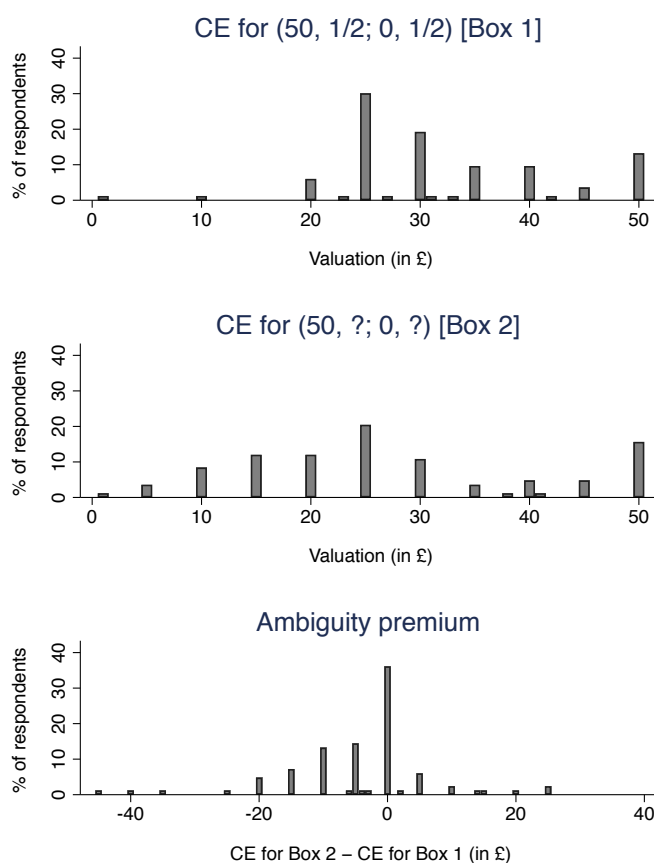 CE for (50, 1/2; 0, 1/2) [Box 1]
% of respondents
40
30
20
10
0
0 10 20 30 40 50
Valuation (in £)
CE for (50, ?; 0, ?) [Box 2]
% of respondents
40
30
20
10
0
0 10 20 30 40 50
Valuation (in £)
Ambiguity premium
% of respondents
40
30
20
10
0
-40 -20 0 20 40
CE for Box 2 – CE for Box 1 (in £)